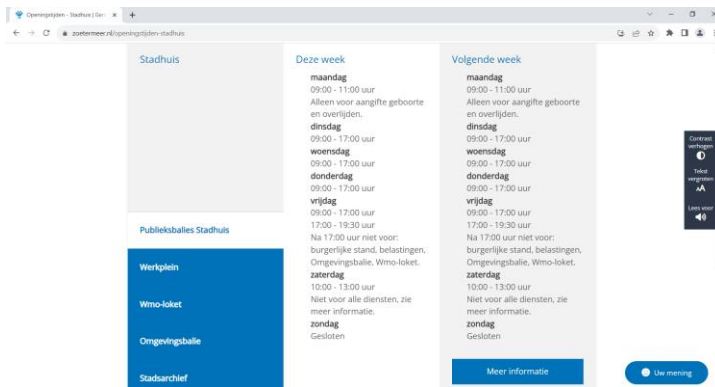 Openingstijden - Stadhuis | Gem
zoetermeer.nl/openingstijden-stadhuis
Stadhuis
Publieksbalies Stadhuis
Werkplein
Wmo-loket
Omgevingsbalie
Stadsarchief
Deze week
maandag
09:00 - 11:00 uur
Alleen voor aangifte geboorte
en overlijden.
dinsdag
09:00 - 17:00 uur
woensdag
09:00 - 17:00 uur
donderdag
09:00 - 17:00 uur
vrijdag
09:00 - 17:00 uur
17:00 - 19:30 uur
Na 17:00 uur niet voor:
burgerlijke stand, belastingen,
Omgevingsbalie, Wmo-loket.
zaterdag
10:00 - 13:00 uur
Niet voor alle diensten, zie
meer informatie.
zondag
Gesloten
Volgende week
maandag
09:00 - 11:00 uur
Alleen voor aangifte geboorte
en overlijden.
dinsdag
09:00 - 17:00 uur
woensdag
09:00 - 17:00 uur
donderdag
09:00 - 17:00 uur
vrijdag
09:00 - 17:00 uur
17:00 - 19:30 uur
Na 17:00 uur niet voor:
burgerlijke stand, belastingen,
Omgevingsbalie, Wmo-loket.
zaterdag
10:00 - 13:00 uur
Niet voor alle diensten, zie
meer informatie.
zondag
Gesloten
Meer informatie
Contrast
verhogen
Tekst
vergroten
AA
Lees voor
Uw mening